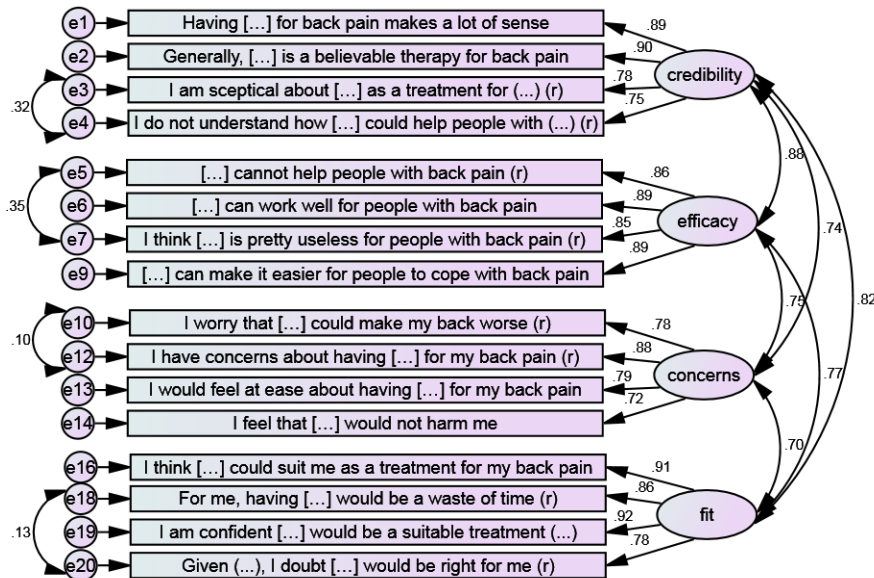 e1 Having [...] for back pain makes a lot of sense .89
e2 Generally, [...] is a believable therapy for back pain .90
credibility
e3 I am sceptical about [...] as a treatment for (...) (r) .78
.32
e4 I do not understand how [...] could help people with (...) (r) .75
.88
e5 [...] cannot help people with back pain (r) .86
e6 [...] can work well for people with back pain .89
.35
efficacy
.74
e7 I think [...] is pretty useless for people with back pain (r) .85
e9 [...] can make it easier for people to cope with back pain .89
.75
.82
e10 I worry that [...] could make my back worse (r) .78
.10
e12 I have concerns about having [...] for my back pain (r) .88
concerns
.77
e13 I would feel at ease about having [...] for my back pain .79
e14 I feel that [...] would not harm me .72
.70
e16 I think [...] could suit me as a treatment for my back pain .91
e18 For me, having [...] would be a waste of time (r) .86
fit
.13
e19 I am confident [...] would be a suitable treatment (...) .92
e20 Given (...), I doubt [...] would be right for me (r) .78